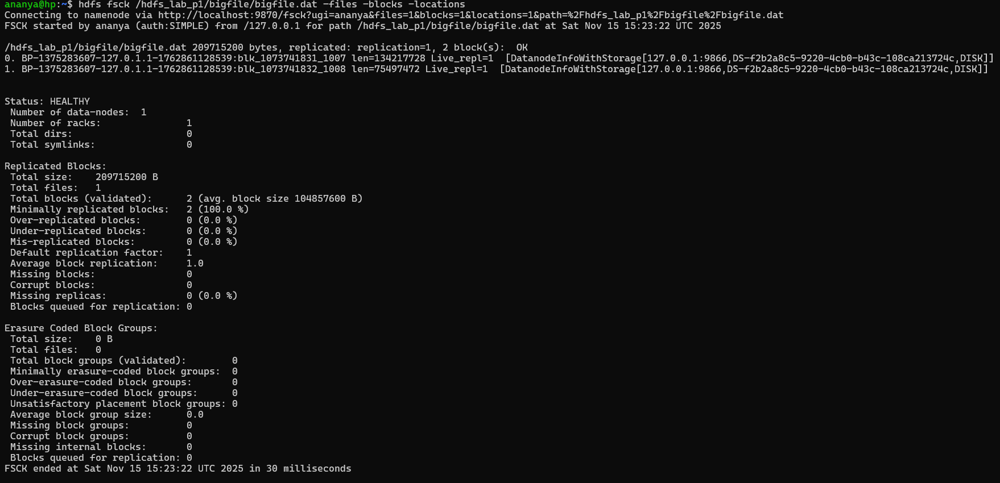 ananya@hp:~$ hdfs fsck /hdfs_lab_p1/bigfile/bigfile.dat -files -blocks -locations
Connecting to namenode via http://localhost:9870/fsck?ugi=ananya&files=1&blocks=1&locations=1&path=%2Fhdfs_lab_p1%2Fbigfile%2Fbigfile.dat
FSCK started by ananya (auth:SIMPLE) from /127.0.0.1 for path /hdfs_lab_p1/bigfile/bigfile.dat at Sat Nov 15 15:23:22 UTC 2025
/hdfs_lab_p1/bigfile/bigfile.dat 209715200 bytes, replicated: replication=1, 2 block(s):  OK
0. BP-1375283607-127.0.1.1-1762861128539:blk_1073741831_1007 len=134217728 Live_repl=1  [DatanodeInfoWithStorage[127.0.0.1:9866,DS-f2b2a8c5-9220-4cb0-b43c-108ca213724c,DISK]]
1. BP-1375283607-127.0.1.1-1762861128539:blk_1073741832_1008 len=75497472 Live_repl=1  [DatanodeInfoWithStorage[127.0.0.1:9866,DS-f2b2a8c5-9220-4cb0-b43c-108ca213724c,DISK]]
Status: HEALTHY
 Number of data-nodes:  1
 Number of racks:               1
 Total dirs:                    0
 Total symlinks:                0
Replicated Blocks:
 Total size:    209715200 B
 Total files:   1
 Total blocks (validated):      2 (avg. block size 104857600 B)
 Minimally replicated blocks:   2 (100.0 %)
 Over-replicated blocks:        0 (0.0 %)
 Under-replicated blocks:       0 (0.0 %)
 Mis-replicated blocks:         0 (0.0 %)
 Default replication factor:    1
 Average block replication:     1.0
 Missing blocks:                0
 Corrupt blocks:                0
 Missing replicas:              0 (0.0 %)
 Blocks queued for replication: 0
Erasure Coded Block Groups:
 Total size:    0 B
 Total files:   0
 Total block groups (validated):        0
 Minimally erasure-coded block groups:  0
 Over-erasure-coded block groups:       0
 Under-erasure-coded block groups:      0
 Unsatisfactory placement block groups: 0
 Average block group size:      0.0
 Missing block groups:          0
 Corrupt block groups:          0
 Missing internal blocks:       0
 Blocks queued for replication: 0
FSCK ended at Sat Nov 15 15:23:22 UTC 2025 in 30 milliseconds